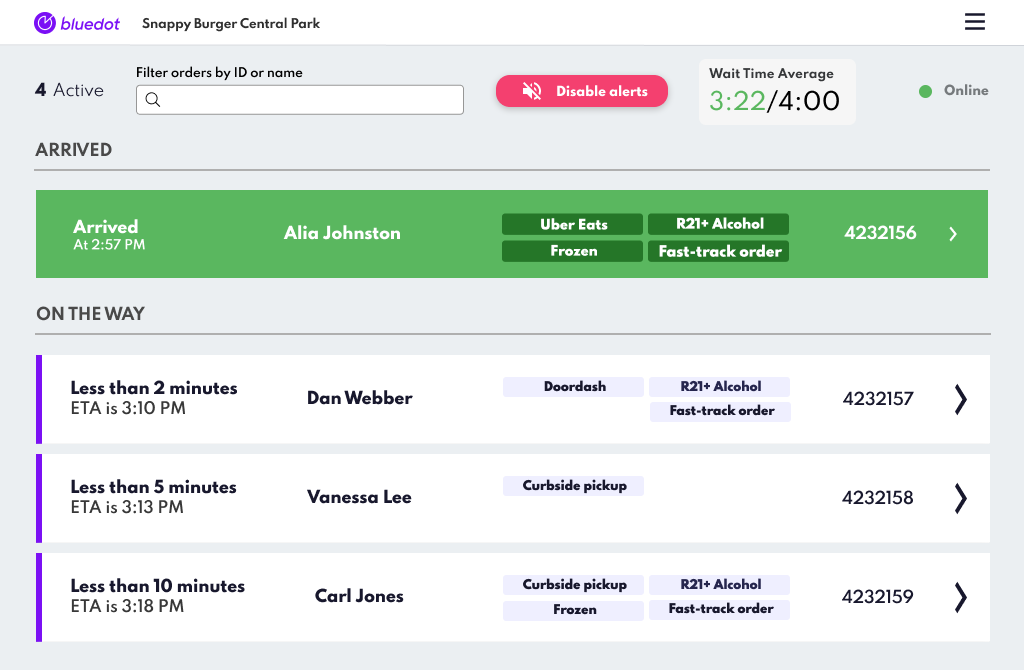 bluedot Snappy Burger Central Park
4 Active
Filter orders by ID or name
Disable alerts
Wait Time Average
3:22/4:00
Online
ARRIVED
Arrived
At 2:57 PM
Alia Johnston
Uber Eats
R21+ Alcohol
Frozen
Fast-track order
4232156
ON THE WAY
Less than 2 minutes
ETA is 3:10 PM
Dan Webber
Doordash
R21+ Alcohol
Fast-track order
4232157
Less than 5 minutes
ETA is 3:13 PM
Vanessa Lee
Curbside pickup
4232158
Less than 10 minutes
ETA is 3:18 PM
Carl Jones
Curbside pickup
R21+ Alcohol
Frozen
Fast-track order
4232159